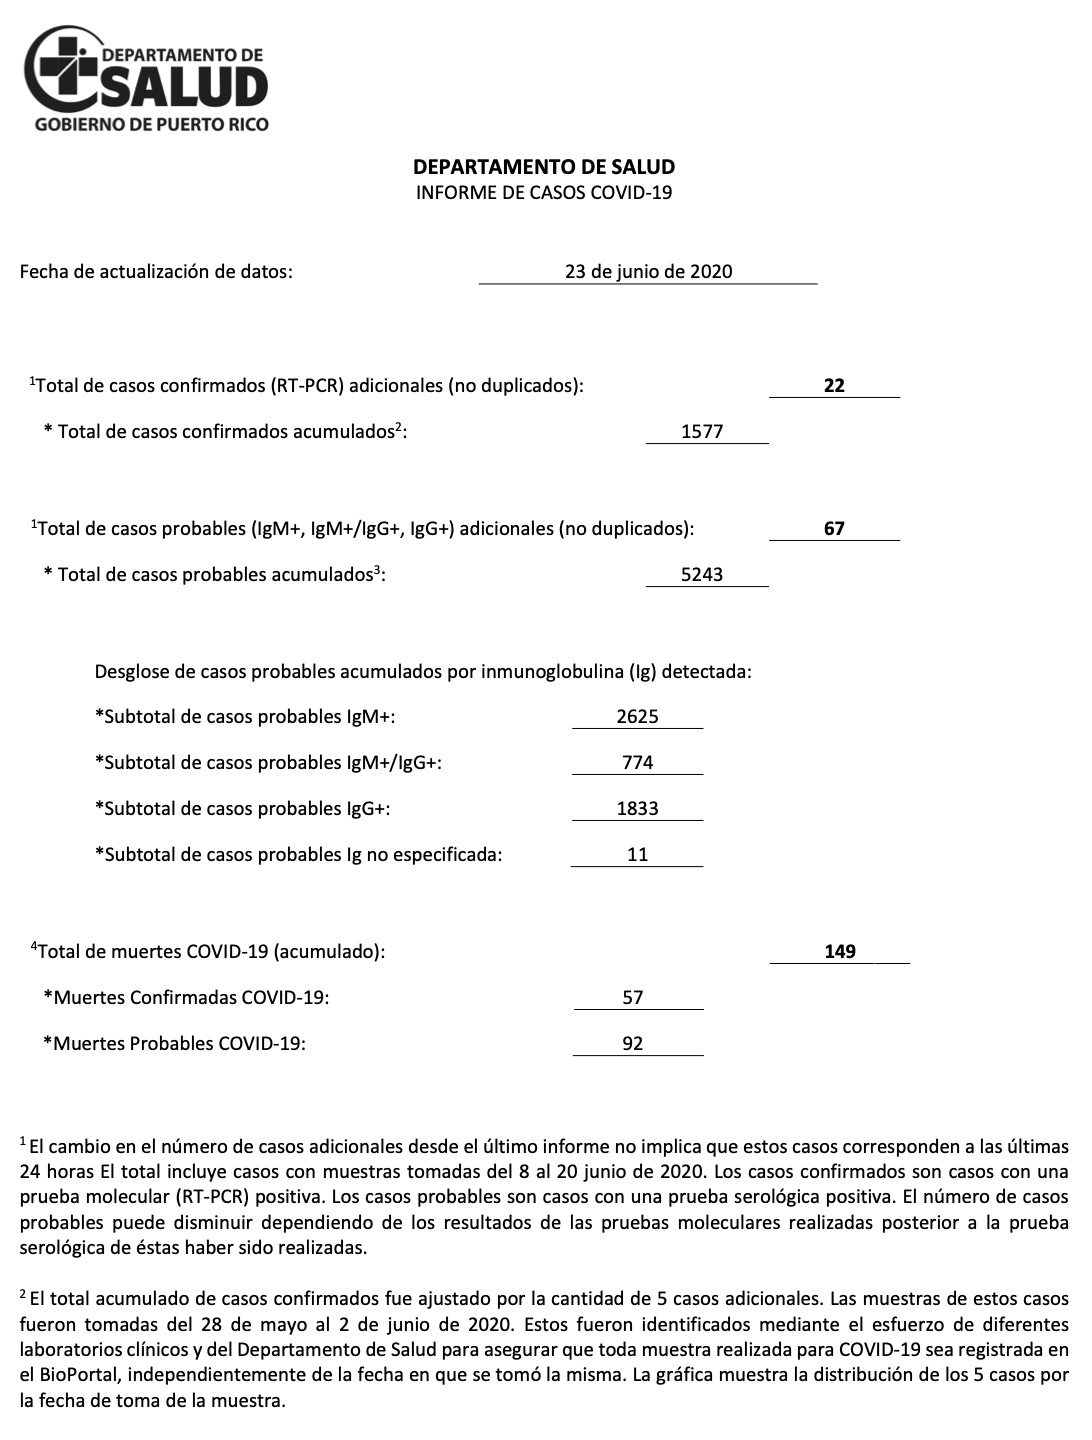 DEPARTAMENTO DE
SALUD
GOBIERNO DE PUERTO RICO
DEPARTAMENTO DE SALUD
INFORME DE CASOS COVID-19
Fecha de actualización de datos: 23 de junio de 2020
¹Total de casos confirmados (RT-PCR) adicionales (no duplicados): 22
* Total de casos confirmados acumulados²: 1577
¹Total de casos probables (IgM+, IgM+/IgG+, IgG+) adicionales (no duplicados): 67
* Total de casos probables acumulados³: 5243
Desglose de casos probables acumulados por inmunoglobulina (Ig) detectada:
*Subtotal de casos probables IgM+: 2625
*Subtotal de casos probables IgM+/IgG+: 774
*Subtotal de casos probables IgG+: 1833
*Subtotal de casos probables Ig no especificada: 11
⁴Total de muertes COVID-19 (acumulado): 149
*Muertes Confirmadas COVID-19: 57
*Muertes Probables COVID-19: 92
¹ El cambio en el número de casos adicionales desde el último informe no implica que estos casos corresponden a las últimas
24 horas El total incluye casos con muestras tomadas del 8 al 20 junio de 2020. Los casos confirmados son casos con una
prueba molecular (RT-PCR) positiva. Los casos probables son casos con una prueba serológica positiva. El número de casos
probables puede disminuir dependiendo de los resultados de las pruebas moleculares realizadas posterior a la prueba
serológica de éstas haber sido realizadas.
² El total acumulado de casos confirmados fue ajustado por la cantidad de 5 casos adicionales. Las muestras de estos casos
fueron tomadas del 28 de mayo al 2 de junio de 2020. Estos fueron identificados mediante el esfuerzo de diferentes
laboratorios clínicos y del Departamento de Salud para asegurar que toda muestra realizada para COVID-19 sea registrada en
el BioPortal, independientemente de la fecha en que se tomó la misma. La gráfica muestra la distribución de los 5 casos por
la fecha de toma de la muestra.